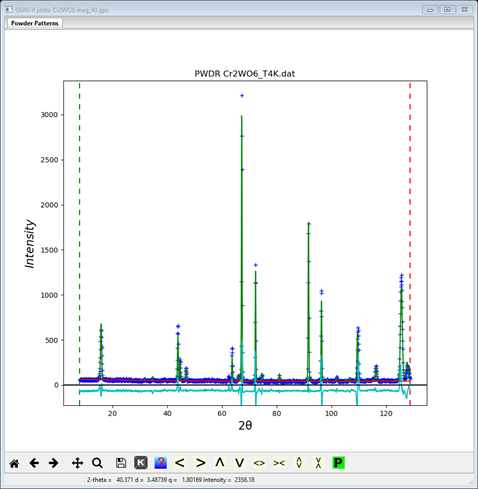 GSAS-II plots: Cr2WO6 mag_43.gpx
Powder Patterns
PWDR Cr2WO6_T4K.dat
3000
2500
2000
1500
1000
500
0
Intensity
20
40
60
80
100
120
2θ
K
?
P
2-theta = 40.371 d = 3.48739 q = 1.80169 Intensity = 2358.18